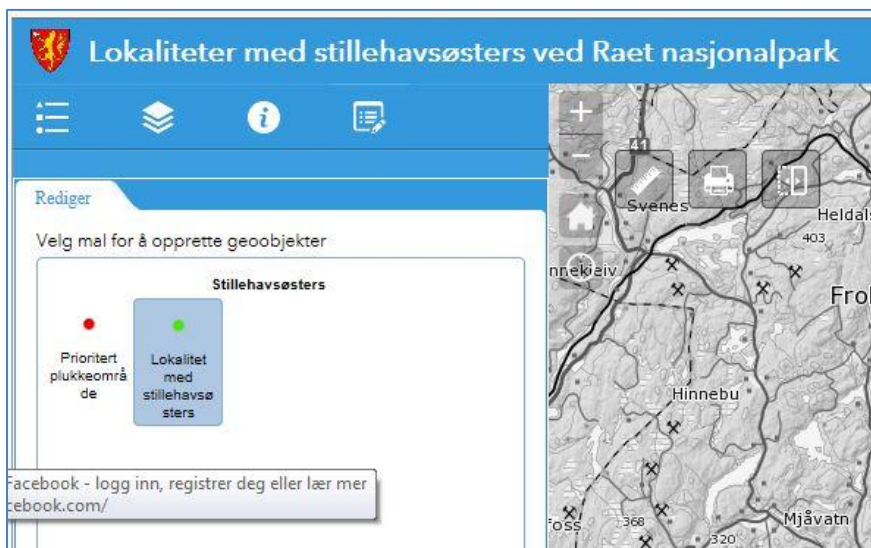 Lokaliteter med stillehavsøsters ved Raet nasjonalpark
Rediger
Velg mal for å opprette geoobjekter
Stillehavsøsters
Prioritert
plukkeområ
de
Lokalitet
med
stillehavsø
sters
Facebook - logg inn, registrer deg eller lær mer
cebook.com/
41
Svenes
Heldals
403
nnekleiv
Frol
Hinnebu
foss
368
320
Mjåvatn